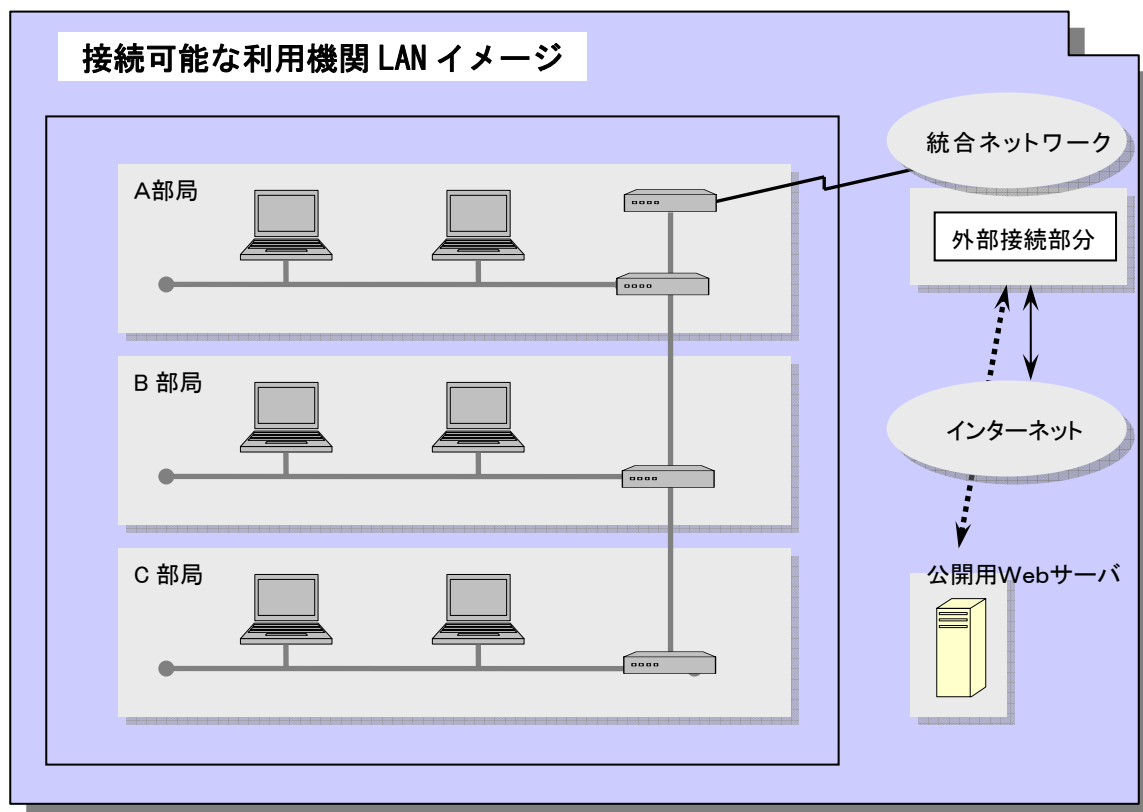 接続可能な利用機関 LAN イメージ
統合ネットワーク
A部局
外部接続部分
B 部局
インターネット
C 部局
公開用Webサーバ